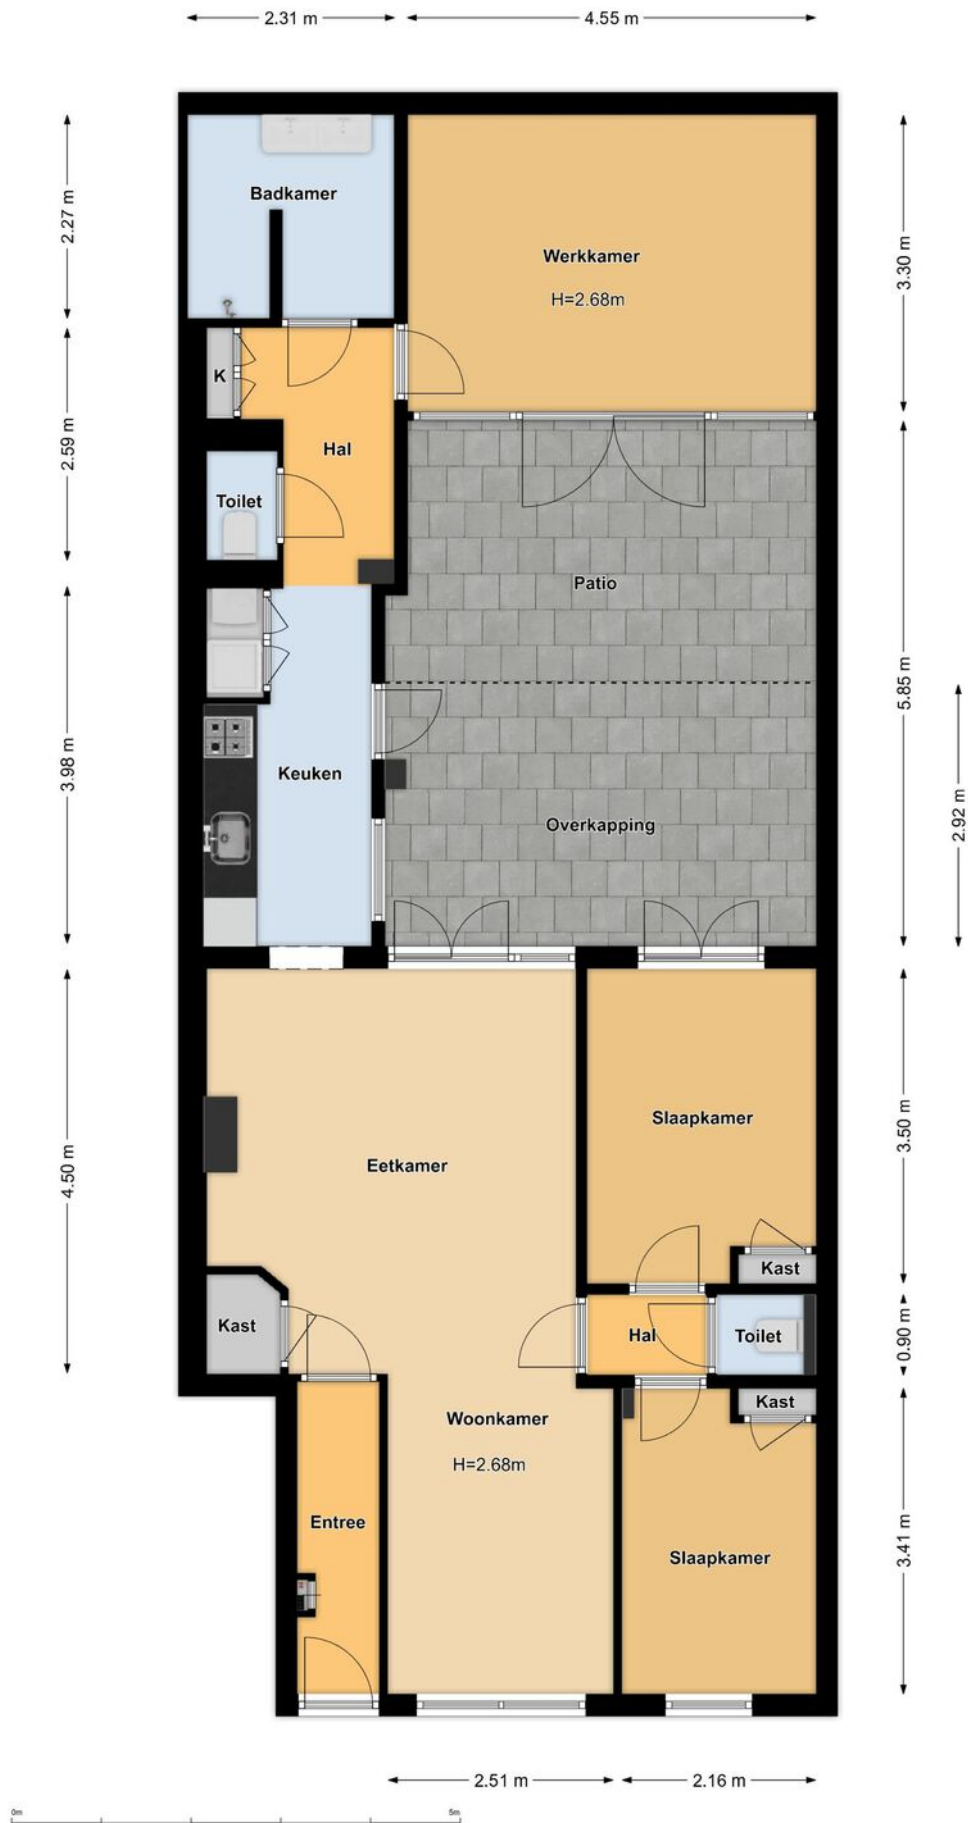 2.31 m
4.55 m
2.27 m
Badkamer
Werkkamer
H=2.68m
3.30 m
K
Hal
2.59 m
Toilet
Patio
5.85 m
3.98 m
Keuken
Overkapping
2.92 m
Slaapkamer
3.50 m
Eetkamer
4.50 m
Kast
Kast
Hal
Toilet
0.90 m
Kast
Woonkamer
H=2.68m
Entree
Slaapkamer
3.41 m
2.51 m
2.16 m
0m
5m